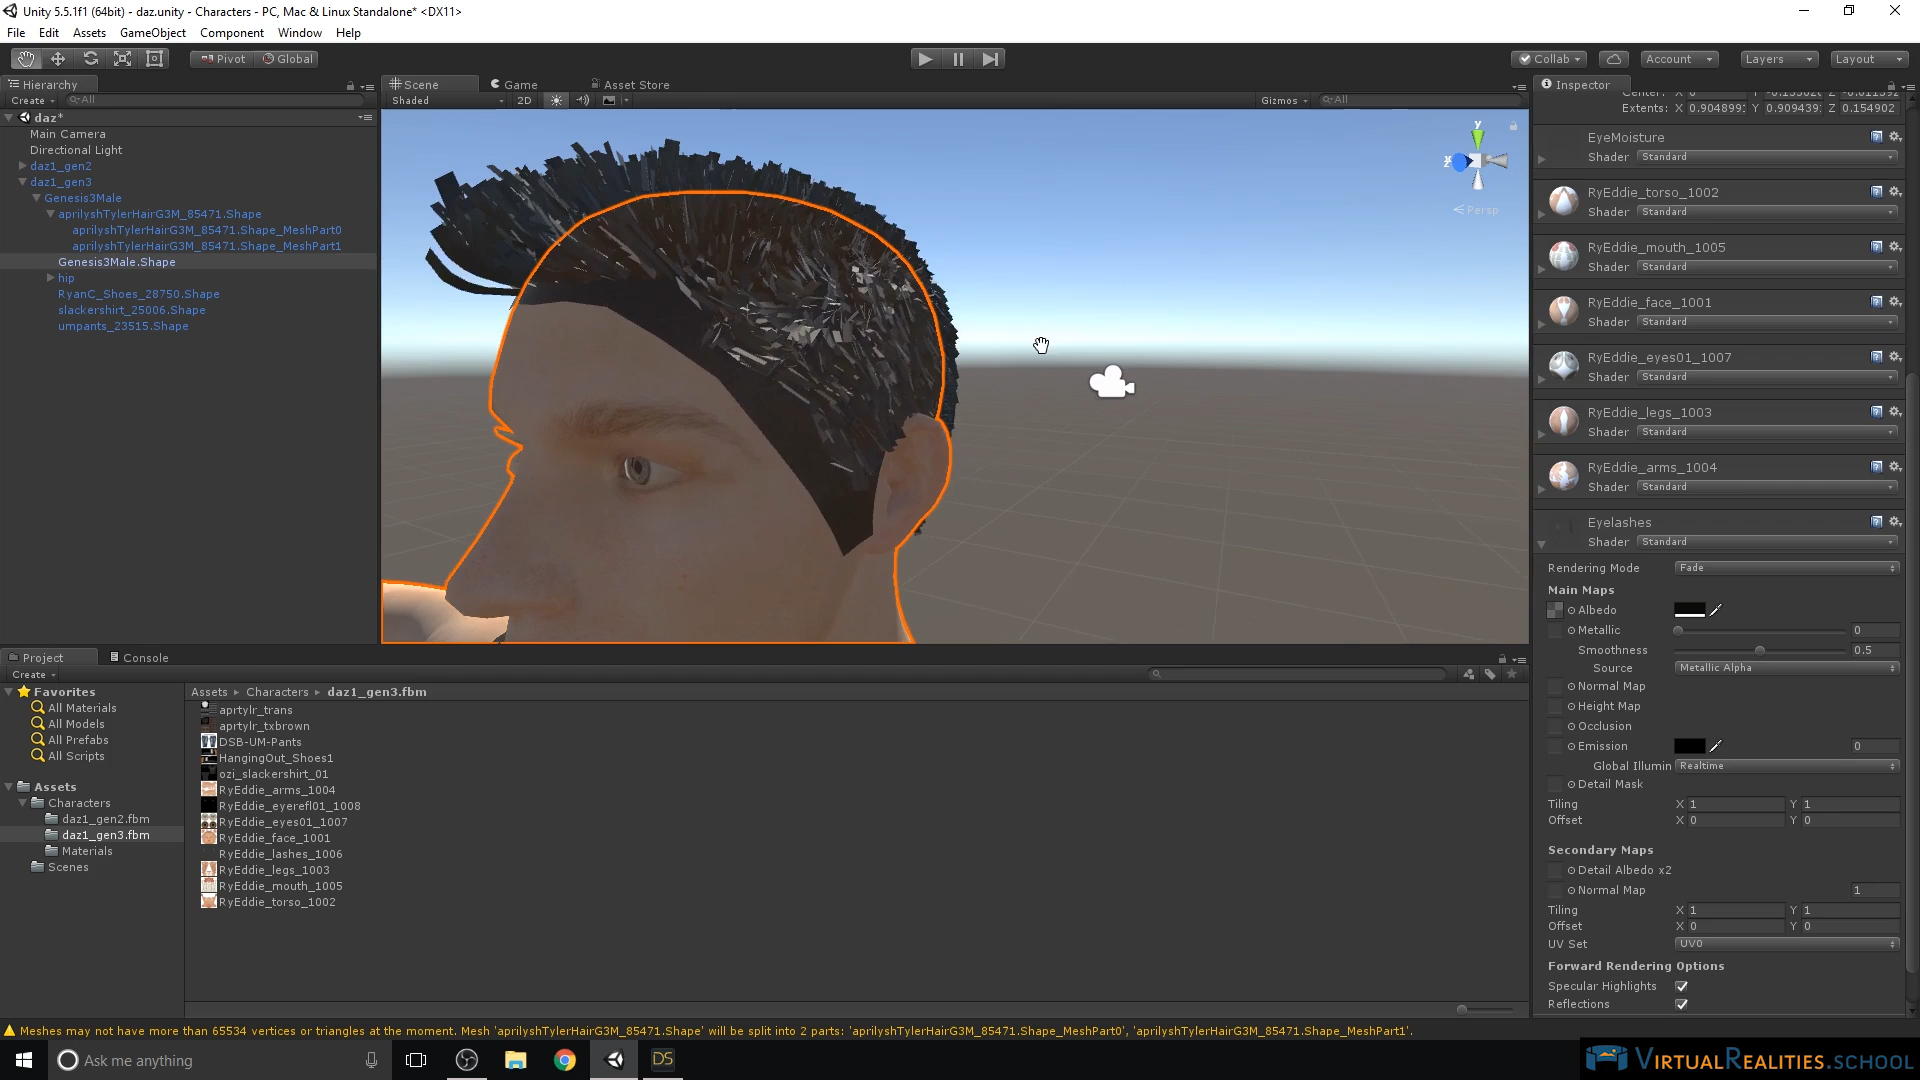 Unity 5.5.1f1 (64bit) - daz.unity - Characters - PC, Mac & Linux Standalone* <DX11>
File Edit Assets GameObject Component Window Help
Pivot Global Collab Account Layers Layout
Hierarchy
Create All
daz*
Main Camera
Directional Light
daz1_gen2
daz1_gen3
Genesis3Male
aprilyshTylerHairG3M_85471.Shape
aprilyshTylerHairG3M_85471.Shape_MeshPart0
aprilyshTylerHairG3M_85471.Shape_MeshPart1
Genesis3Male.Shape
hip
RyanC_Shoes_28750.Shape
slackershirt_25006.Shape
umpants_23515.Shape
Scene Game Asset Store
Shaded 2D Gizmos All
y
z
Persp
Inspector
Extents: X 0.904899 Y 0.909439 Z 0.154902
EyeMoisture
Shader Standard
RyEddie_torso_1002
Shader Standard
RyEddie_mouth_1005
Shader Standard
RyEddie_face_1001
Shader Standard
RyEddie_eyes01_1007
Shader Standard
RyEddie_legs_1003
Shader Standard
RyEddie_arms_1004
Shader Standard
Eyelashes
Shader Standard
Rendering Mode Fade
Main Maps
Albedo
Metallic 0
Smoothness 0.5
Source Metallic Alpha
Normal Map
Height Map
Occlusion
Emission 0
Global Illumin Realtime
Detail Mask
Tiling X 1 Y 1
Offset X 0 Y 0
Secondary Maps
Detail Albedo x2
Normal Map 1
Tiling X 1 Y 1
Offset X 0 Y 0
UV Set UV0
Forward Rendering Options
Specular Highlights
Reflections
Project Console
Create
Favorites
All Materials
All Models
All Prefabs
All Scripts
Assets
Characters
daz1_gen2.fbm
daz1_gen3.fbm
Materials
Scenes
Assets Characters daz1_gen3.fbm
aprtylr_trans
aprtylr_txbrown
DSB-UM-Pants
HangingOut_Shoes1
ozi_slackershirt_01
RyEddie_arms_1004
RyEddie_eyerefl01_1008
RyEddie_eyes01_1007
RyEddie_face_1001
RyEddie_lashes_1006
RyEddie_legs_1003
RyEddie_mouth_1005
RyEddie_torso_1002
Meshes may not have more than 65534 vertices or triangles at the moment. Mesh 'aprilyshTylerHairG3M_85471.Shape' will be split into 2 parts: 'aprilyshTylerHairG3M_85471.Shape_MeshPart0', 'aprilyshTylerHairG3M_85471.Shape_MeshPart1'.
Ask me anything
DS
VIRTUALREALITIES.SCHOOL